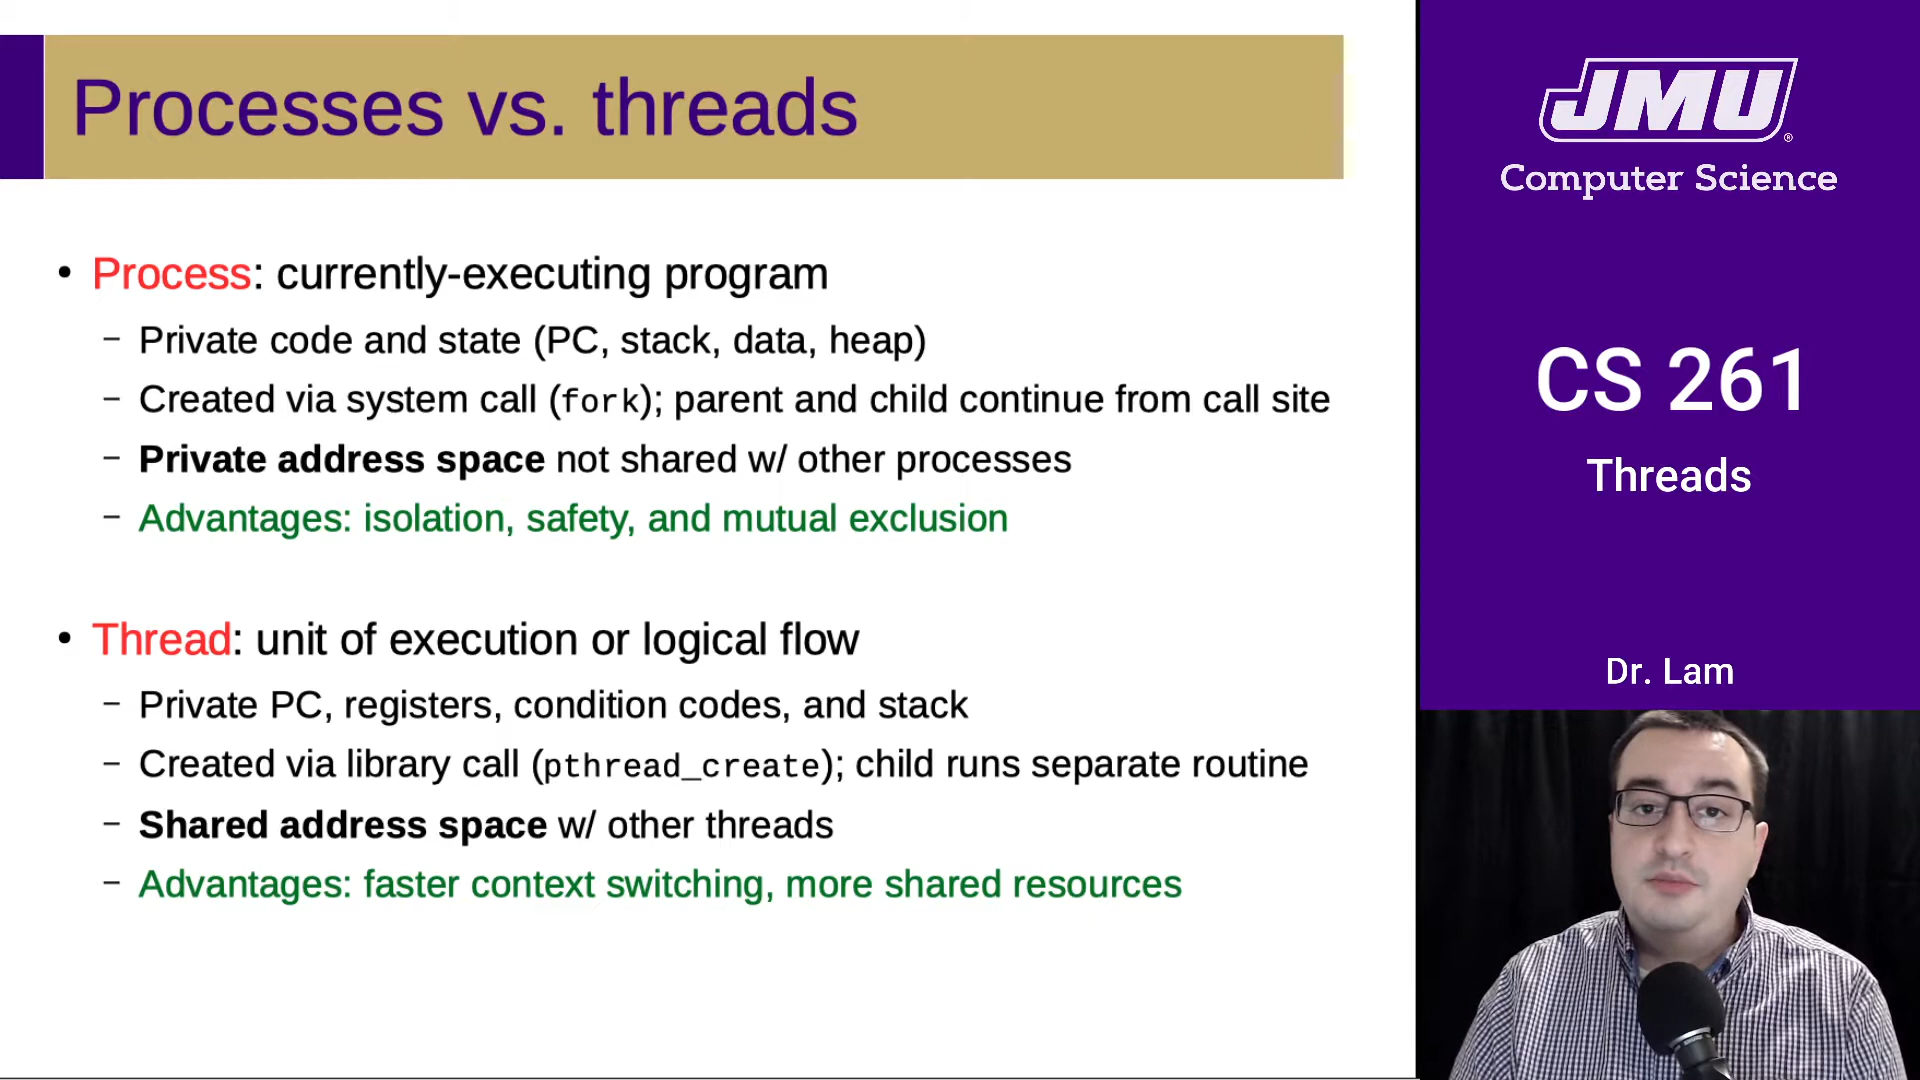 Processes vs. threads
• Process: currently-executing program
– Private code and state (PC, stack, data, heap)
– Created via system call (fork); parent and child continue from call site
– Private address space not shared w/ other processes
– Advantages: isolation, safety, and mutual exclusion
• Thread: unit of execution or logical flow
– Private PC, registers, condition codes, and stack
– Created via library call (pthread_create); child runs separate routine
– Shared address space w/ other threads
– Advantages: faster context switching, more shared resources
JMU®
Computer Science
CS 261
Threads
Dr. Lam